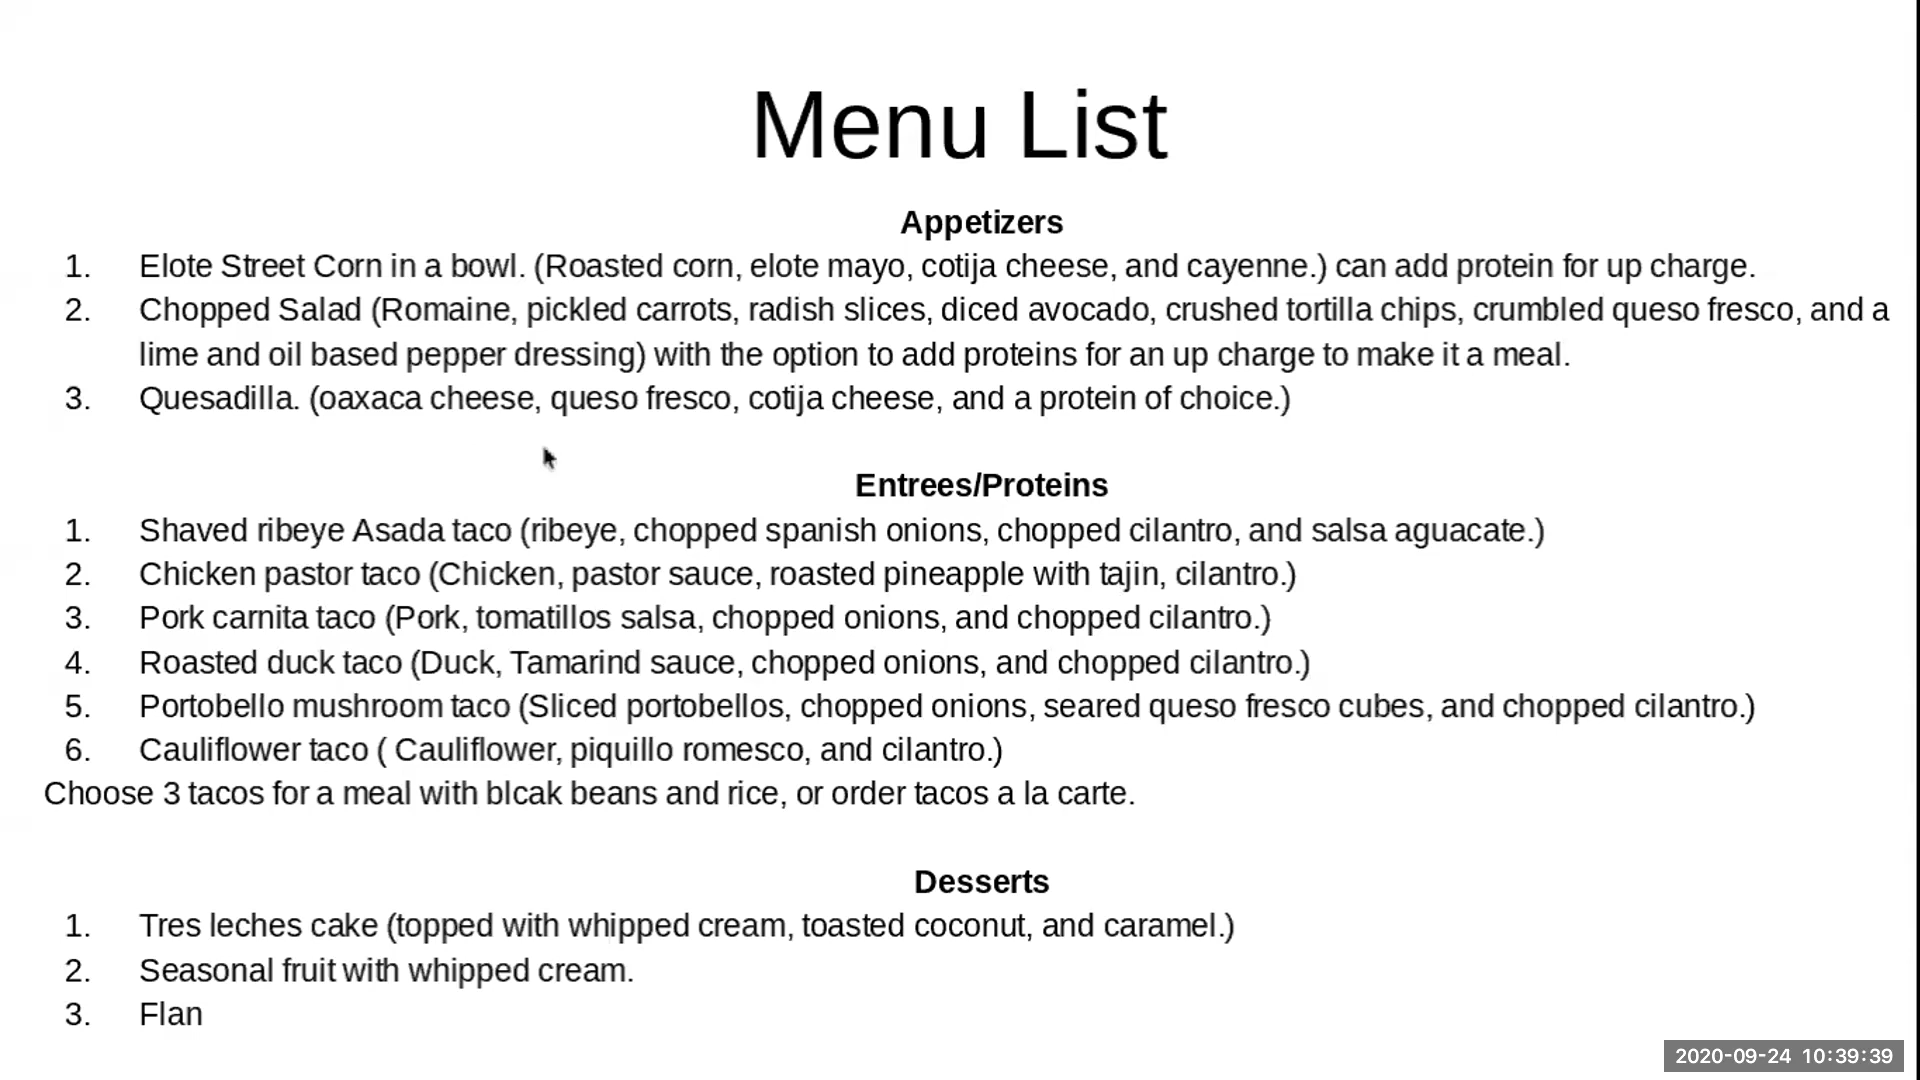 Menu List
Appetizers
1. Elote Street Corn in a bowl. (Roasted corn, elote mayo, cotija cheese, and cayenne.) can add protein for up charge.
2. Chopped Salad (Romaine, pickled carrots, radish slices, diced avocado, crushed tortilla chips, crumbled queso fresco, and a
lime and oil based pepper dressing) with the option to add proteins for an up charge to make it a meal.
3. Quesadilla. (oaxaca cheese, queso fresco, cotija cheese, and a protein of choice.)
Entrees/Proteins
1. Shaved ribeye Asada taco (ribeye, chopped spanish onions, chopped cilantro, and salsa aguacate.)
2. Chicken pastor taco (Chicken, pastor sauce, roasted pineapple with tajin, cilantro.)
3. Pork carnita taco (Pork, tomatillos salsa, chopped onions, and chopped cilantro.)
4. Roasted duck taco (Duck, Tamarind sauce, chopped onions, and chopped cilantro.)
5. Portobello mushroom taco (Sliced portobellos, chopped onions, seared queso fresco cubes, and chopped cilantro.)
6. Cauliflower taco ( Cauliflower, piquillo romesco, and cilantro.)
Choose 3 tacos for a meal with blcak beans and rice, or order tacos a la carte.
Desserts
1. Tres leches cake (topped with whipped cream, toasted coconut, and caramel.)
2. Seasonal fruit with whipped cream.
3. Flan
2020-09-24 10:39:39